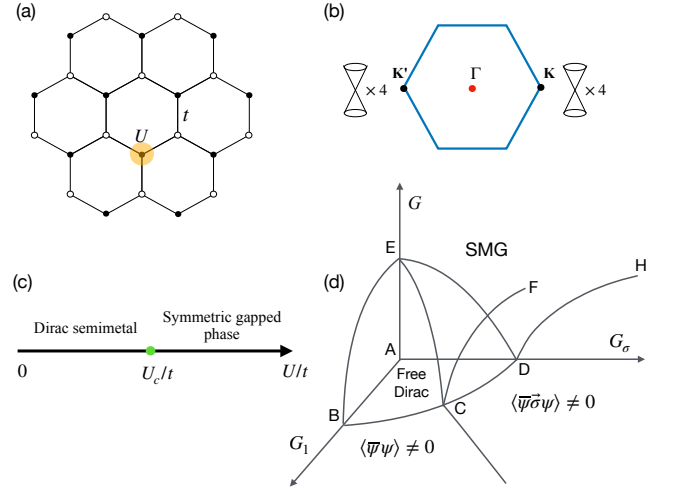 (a)
t
U
(b)
K'
Γ
K
× 4
× 4
(c)
Dirac semimetal
Symmetric gapped
phase
0
U_c/t
U/t
(d)
G
E
SMG
H
F
A
G_σ
Free
Dirac
D
B
C
⟨ψ̅σ⃗ψ⟩ ≠ 0
G_1
⟨ψ̅ψ⟩ ≠ 0